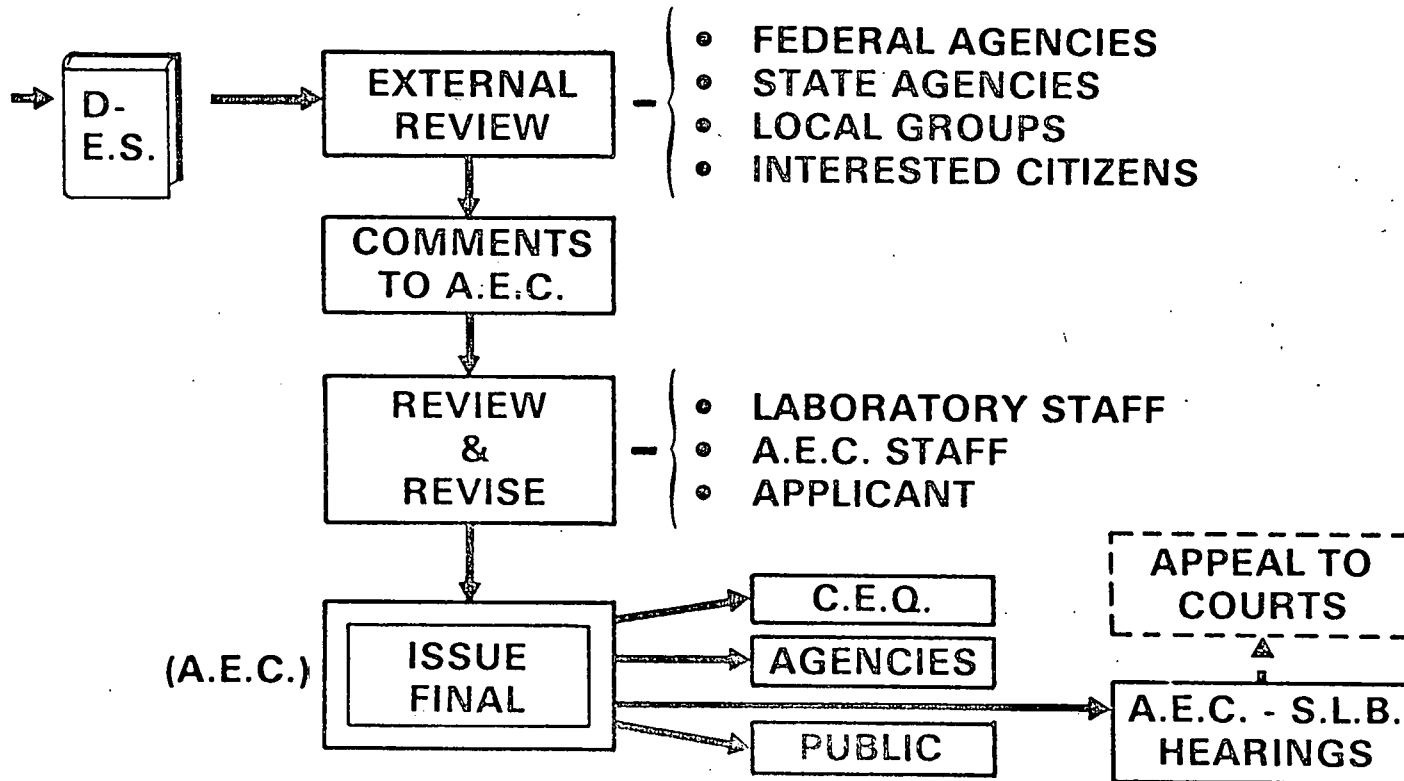 D-
E.S.
EXTERNAL
REVIEW
• FEDERAL AGENCIES
• STATE AGENCIES
• LOCAL GROUPS
• INTERESTED CITIZENS
COMMENTS
TO A.E.C.
REVIEW
&
REVISE
• LABORATORY STAFF
• A.E.C. STAFF
• APPLICANT
(A.E.C.)
ISSUE
FINAL
C.E.Q.
AGENCIES
PUBLIC
APPEAL TO
COURTS
A.E.C. - S.L.B.
HEARINGS